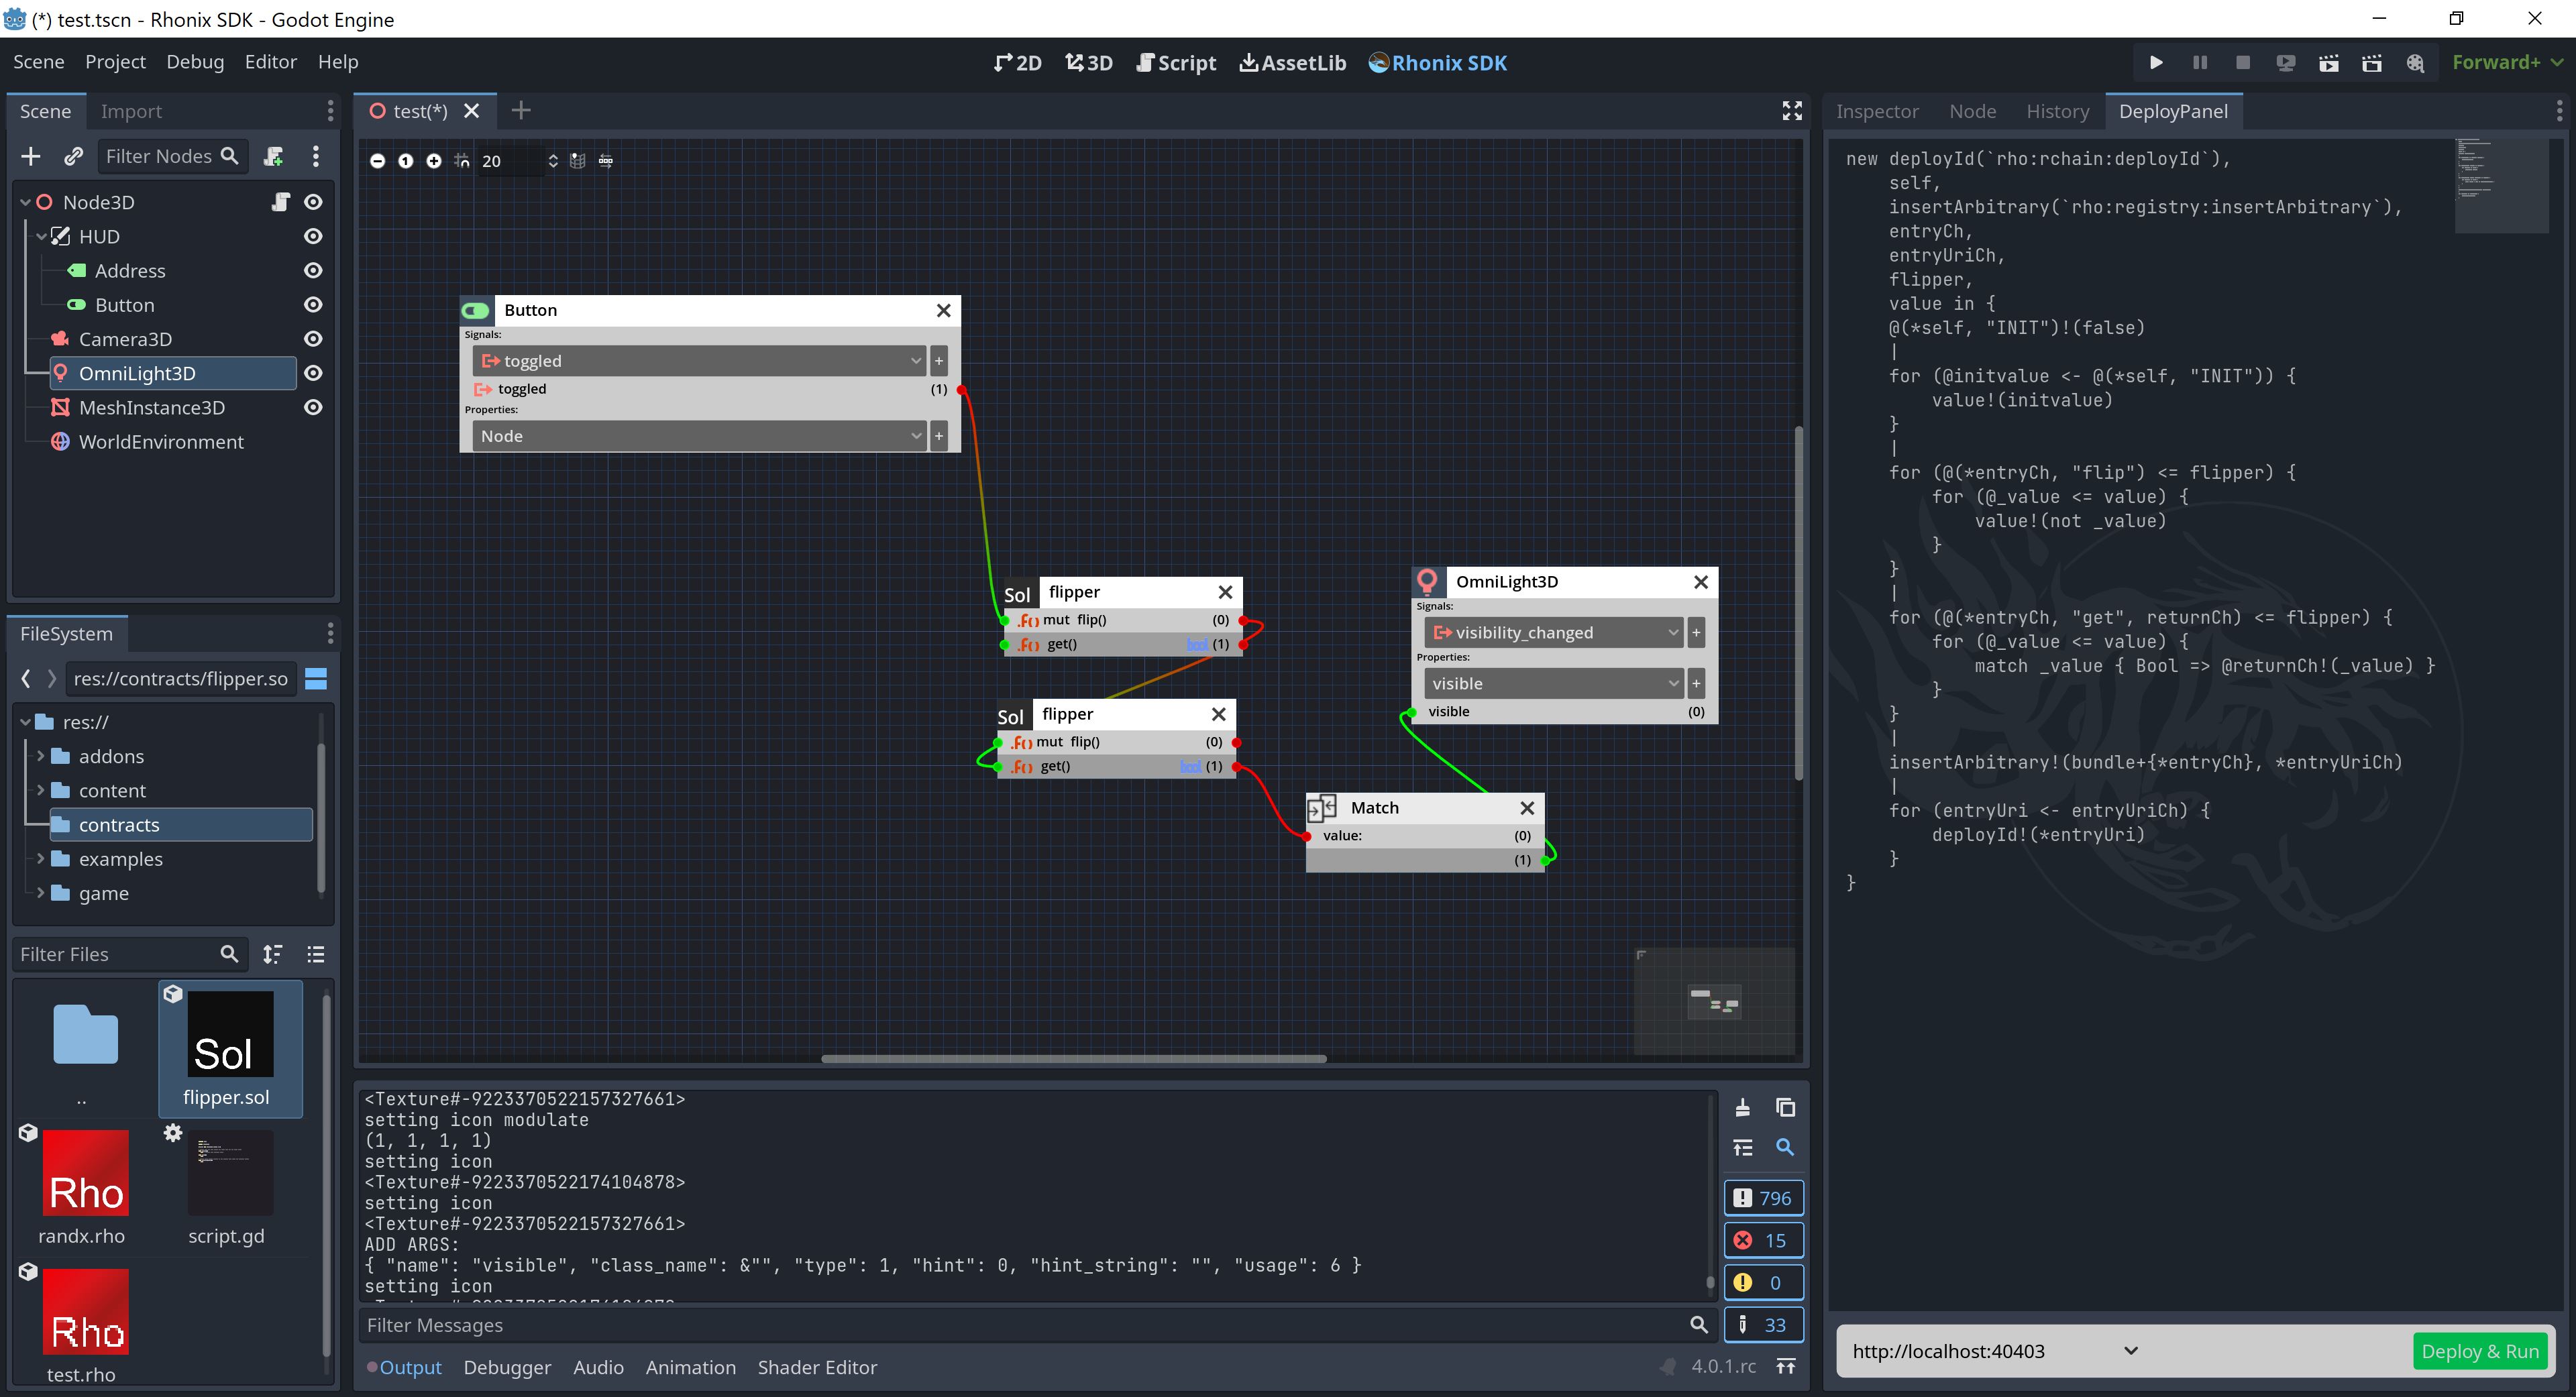 (*) test.tscn - Rhonix SDK - Godot Engine
Scene Project Debug Editor Help
2D 3D Script AssetLib Rhonix SDK
Forward+
Scene Import
Filter Nodes
Node3D
HUD
Address
Button
Camera3D
OmniLight3D
MeshInstance3D
WorldEnvironment
FileSystem
res://contracts/flipper.so
res://
addons
content
contracts
examples
game
Filter Files
..
Sol
flipper.sol
Rho
randx.rho
script.gd
Rho
test.rho
test(*)
1 20
Button
Signals:
toggled +
toggled (1)
Properties:
Node +
Sol flipper
.f() mut flip() (0)
.f() get() bool (1)
Sol flipper
.f() mut flip() (0)
.f() get() bool (1)
OmniLight3D
Signals:
visibility_changed +
Properties:
visible +
visible (0)
Match
value: (0)
(1)
<Texture#-9223370522157327661>
setting icon modulate
(1, 1, 1, 1)
setting icon
<Texture#-9223370522174104878>
setting icon
<Texture#-9223370522157327661>
ADD ARGS:
{ "name": "visible", "class_name": &"", "type": 1, "hint": 0, "hint_string": "", "usage": 6 }
setting icon
796
15
0
33
Filter Messages
Output Debugger Audio Animation Shader Editor
4.0.1.rc
Inspector Node History DeployPanel
new deployId(`rho:rchain:deployId`),
self,
insertArbitrary(`rho:registry:insertArbitrary`),
entryCh,
entryUriCh,
flipper,
value in {
@(*self, "INIT")!(false)
|
for (@initvalue <- @(*self, "INIT")) {
value!(initvalue)
}
|
for (@(*entryCh, "flip") <= flipper) {
for (@_value <= value) {
value!(not _value)
}
}
|
for (@(*entryCh, "get", returnCh) <= flipper) {
for (@_value <= value) {
match _value { Bool => @returnCh!(_value) }
}
}
|
insertArbitrary!(bundle+{*entryCh}, *entryUriCh)
|
for (entryUri <- entryUriCh) {
deployId!(*entryUri)
}
}
http://localhost:40403
Deploy & Run